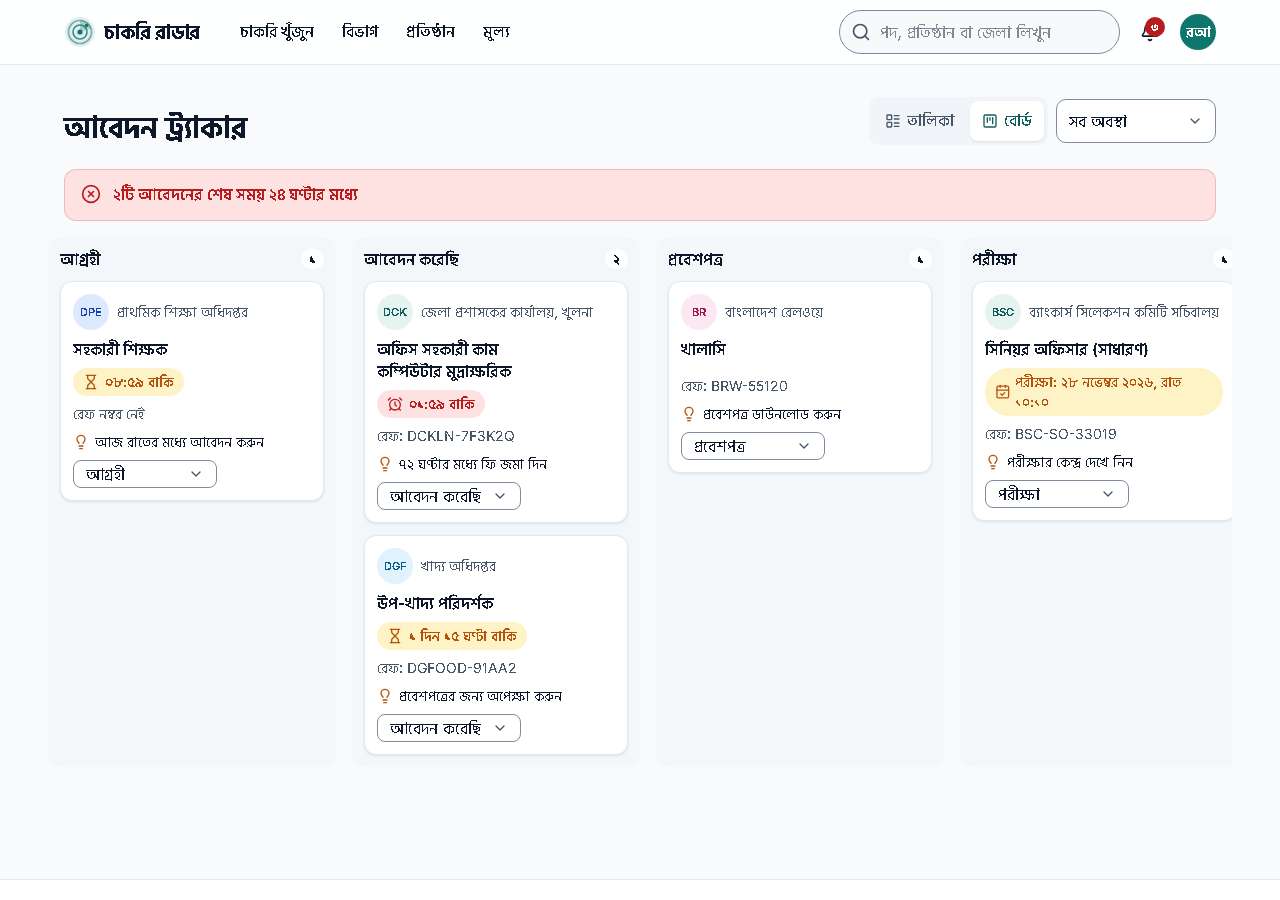 চাকরি রাডার
চাকরি খুঁজুন
বিভাগ
প্রতিষ্ঠান
মূল্য
পদ, প্রতিষ্ঠান বা জেলা লিখুন
৩
রআ
আবেদন ট্র্যাকার
তালিকা
বোর্ড
সব অবস্থা
২টি আবেদনের শেষ সময় ২৪ ঘণ্টার মধ্যে
আগ্রহী
১
DPE
প্রাথমিক শিক্ষা অধিদপ্তর
সহকারী শিক্ষক
০৮:৫৯ বাকি
রেফ নম্বর নেই
আজ রাতের মধ্যে আবেদন করুন
আগ্রহী
আবেদন করেছি
২
DCK
জেলা প্রশাসকের কার্যালয়, খুলনা
অফিস সহকারী কাম
কম্পিউটার মুদ্রাক্ষরিক
০১:৫৯ বাকি
রেফ: DCKLN-7F3K2Q
৭২ ঘণ্টার মধ্যে ফি জমা দিন
আবেদন করেছি
DGF
খাদ্য অধিদপ্তর
উপ-খাদ্য পরিদর্শক
১ দিন ১৫ ঘণ্টা বাকি
রেফ: DGFOOD-91AA2
প্রবেশপত্রের জন্য অপেক্ষা করুন
আবেদন করেছি
প্রবেশপত্র
১
BR
বাংলাদেশ রেলওয়ে
খালাসি
রেফ: BRW-55120
প্রবেশপত্র ডাউনলোড করুন
প্রবেশপত্র
পরীক্ষা
১
BSC
ব্যাংকার্স সিলেকশন কমিটি সচিবালয়
সিনিয়র অফিসার (সাধারণ)
পরীক্ষা: ২৮ নভেম্বর ২০২৬, রাত
১০:১০
রেফ: BSC-SO-33019
পরীক্ষার কেন্দ্র দেখে নিন
পরীক্ষা